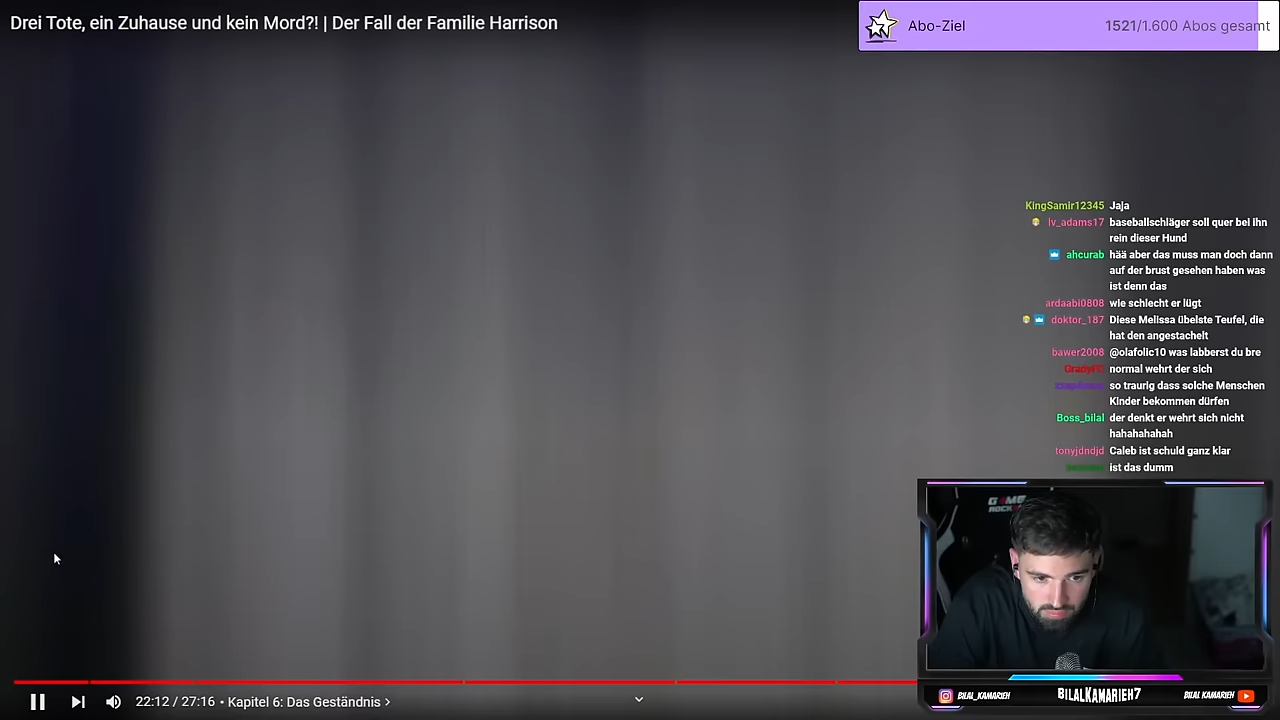 Drei Tote, ein Zuhause und kein Mord?! | Der Fall der Familie Harrison
Abo-Ziel 1521/1.600 Abos gesamt
KingSamir12345 Jaja
lv_adams17 baseballschläger soll quer bei ihn
rein dieser Hund
ahcurab hää aber das muss man doch dann
auf der brust gesehen haben was
ist denn das
ardaabi0808 wie schlecht er lügt
doktor_187 Diese Melissa übelste Teufel, die
hat den angestachelt
bawer2008 @olafolic10 was labberst du bre
normal wehrt der sich
so traurig dass solche Menschen
Kinder bekommen dürfen
Boss_bilal der denkt er wehrt sich nicht
hahahahahah
tonyjdndjd Caleb ist schuld ganz klar
ist das dumm
22:12 / 27:16 • Kapitel 6: Das Geständnis
BILAL_KAMARIEH
BILALKAMARIEH7
BILAL KAMARIEH